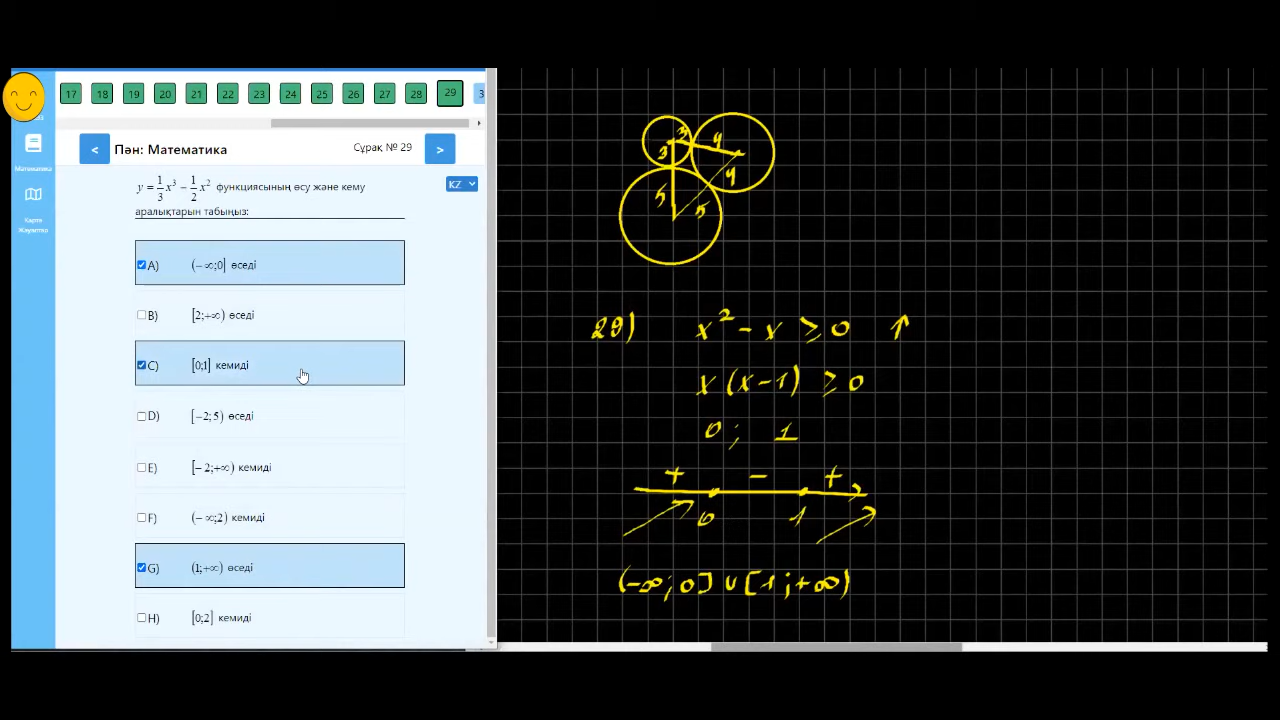 17 18 19 20 21 22 23 24 25 26 27 28 29 3
Математика
Карта
< Пән: Математика Сұрақ № 29 >
y = 1/3 x³ − 1/2 x² функциясының өсу және кему
аралықтарын табыңыз:
KZ
A) (−∞;0] өседі
B) [2;+∞) өседі
C) [0;1] кемиді
D) [−2;5) өседі
E) [−2;+∞) кемиді
F) (−∞;2) кемиді
G) (1;+∞) өседі
H) [0;2] кемиді
3 4
3 4
5 5
29) x² − x ≥ 0 ↑
x(x−1) ≥ 0
0; 1
+ − +
0 1
(−∞;0] ∪ [1;+∞)